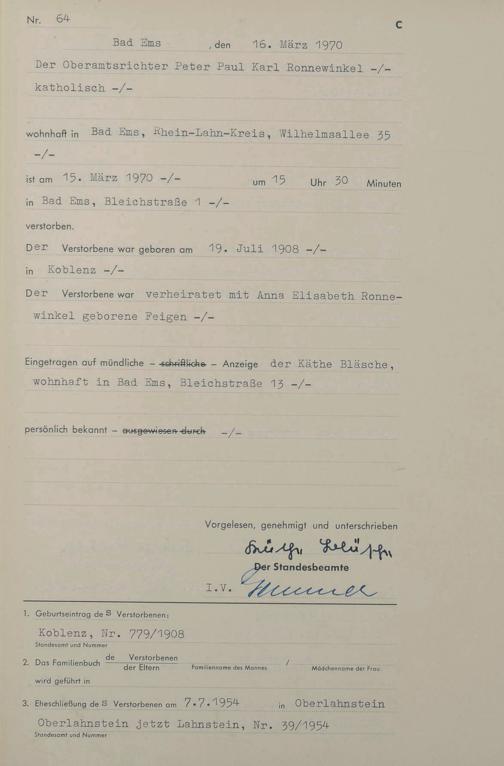 Nr. 64
C
Bad Ems , den 16. März 1970
Der Oberamtsrichter Peter Paul Karl Ronnewinkel -/-
katholisch -/-
wohnhaft in Bad Ems, Rhein-Lahn-Kreis, Wilhelmsallee 35
-/-
ist am 15. März 1970 -/- um 15 Uhr 30 Minuten
in Bad Ems, Bleichstraße 1 -/-
verstorben.
Der Verstorbene war geboren am 19. Juli 1908 -/-
in Koblenz -/-
Der Verstorbene war verheiratet mit Anna Elisabeth Ronne-
winkel geborene Feigen -/-
Eingetragen auf mündliche – schriftliche – Anzeige der Käthe Bläsche,
wohnhaft in Bad Ems, Bleichstraße 13 -/-
persönlich bekannt – ausgewiesen durch -/-
Vorgelesen, genehmigt und unterschrieben
Der Standesbeamte
I.V.
1. Geburtseintrag des Verstorbenen:
Koblenz, Nr. 779/1908
Standesamt und Nummer
2. Das Familienbuch de Verstorbenen
der Eltern Familienname des Mannes / Mädchenname der Frau
wird geführt in
3. Eheschließung des Verstorbenen am 7.7.1954 in Oberlahnstein
Oberlahnstein jetzt Lahnstein, Nr. 39/1954
Standesamt und Nummer